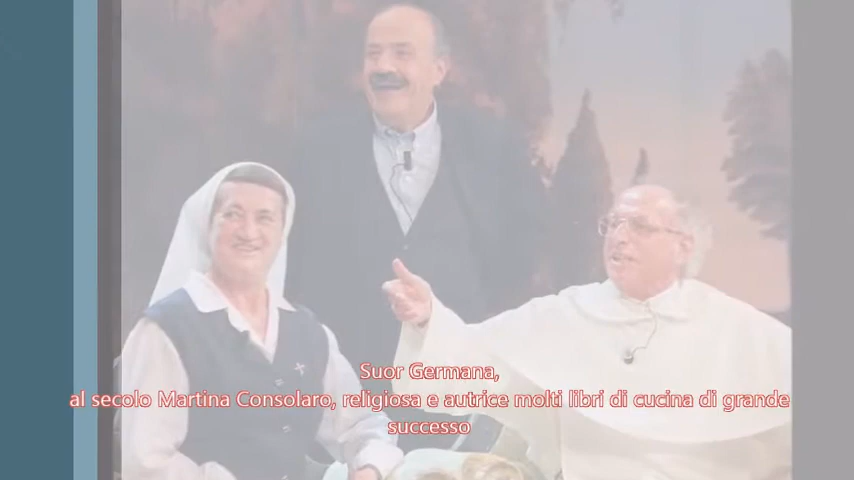 Suor Germana,
al secolo Martina Consolaro, religiosa e autrice molti libri di cucina di grande
successo